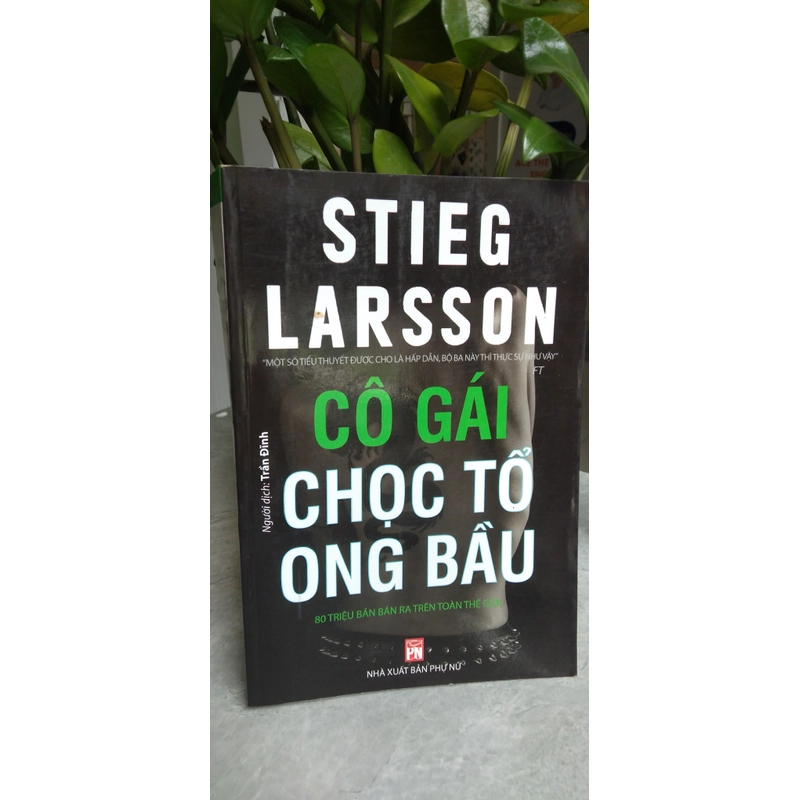 STIEG
LARSSON
"MỘT SỐ TIỂU THUYẾT ĐƯỢC CHO LÀ HẤP DẪN, BỘ BA NÀY THÌ THỰC SỰ NHƯ VẬY"
FT
CÔ GÁI
CHỌC TỔ
ONG BẦU
Người dịch: Trần Đĩnh
80 TRIỆU BẢN BÁN RA TRÊN TOÀN THẾ GIỚI
PN
NHÀ XUẤT BẢN PHỤ NỮ